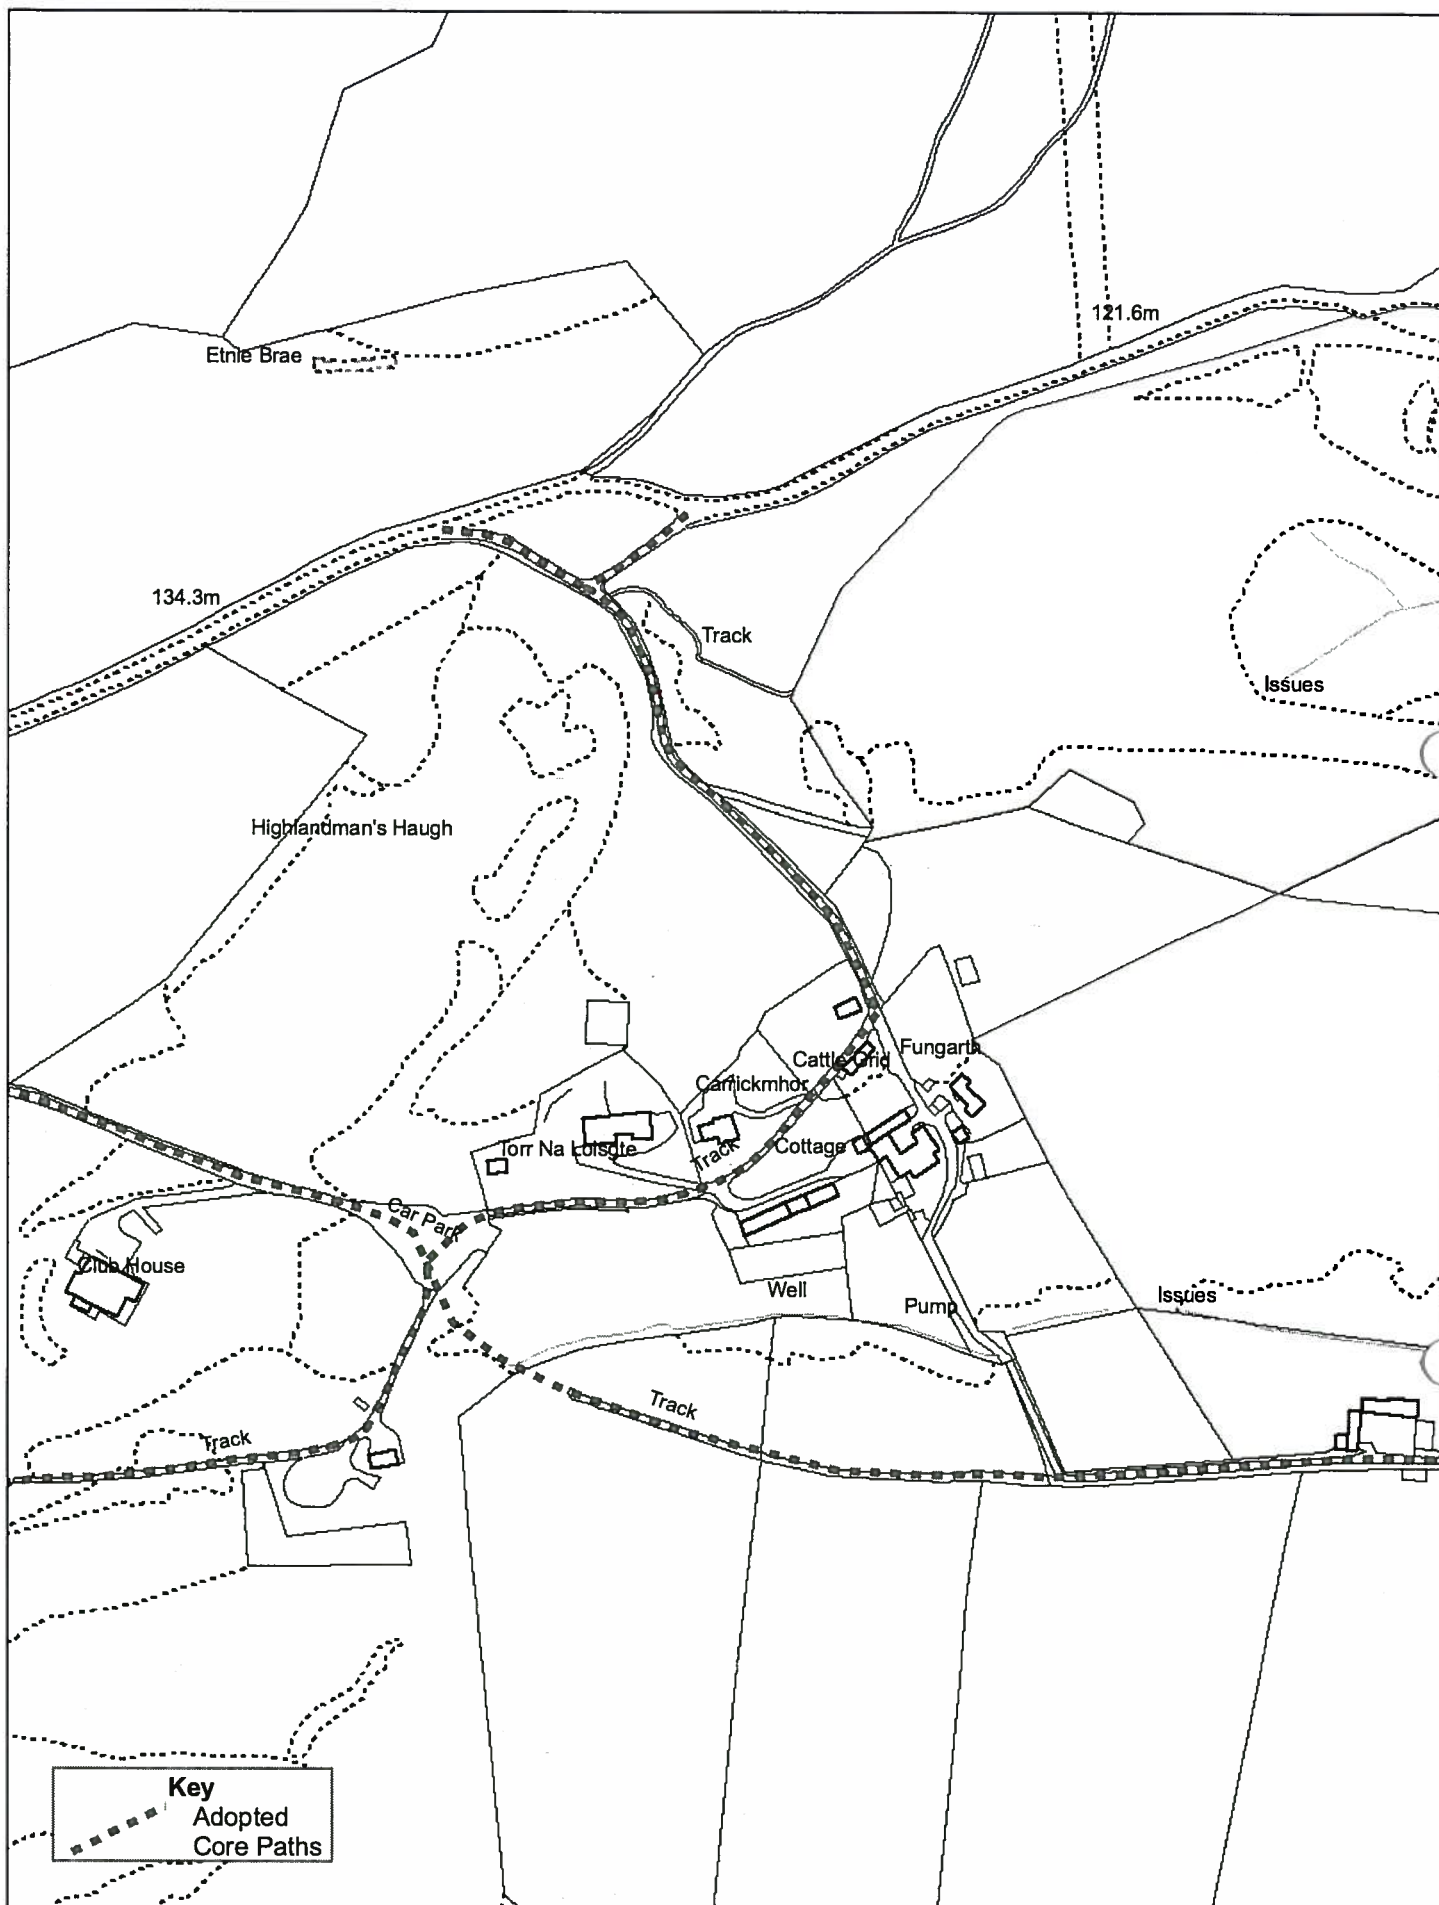 121.6m
Etnie Brae
134.3m
Track
Issues
Highlandman's Haugh
Fungarth
Cattle Grid
Carrickmhor
Torr Na Loisgte
Track
Cottage
Car Park
Club House
Well
Pump
Issues
Track
Track
Key
Adopted
Core Paths